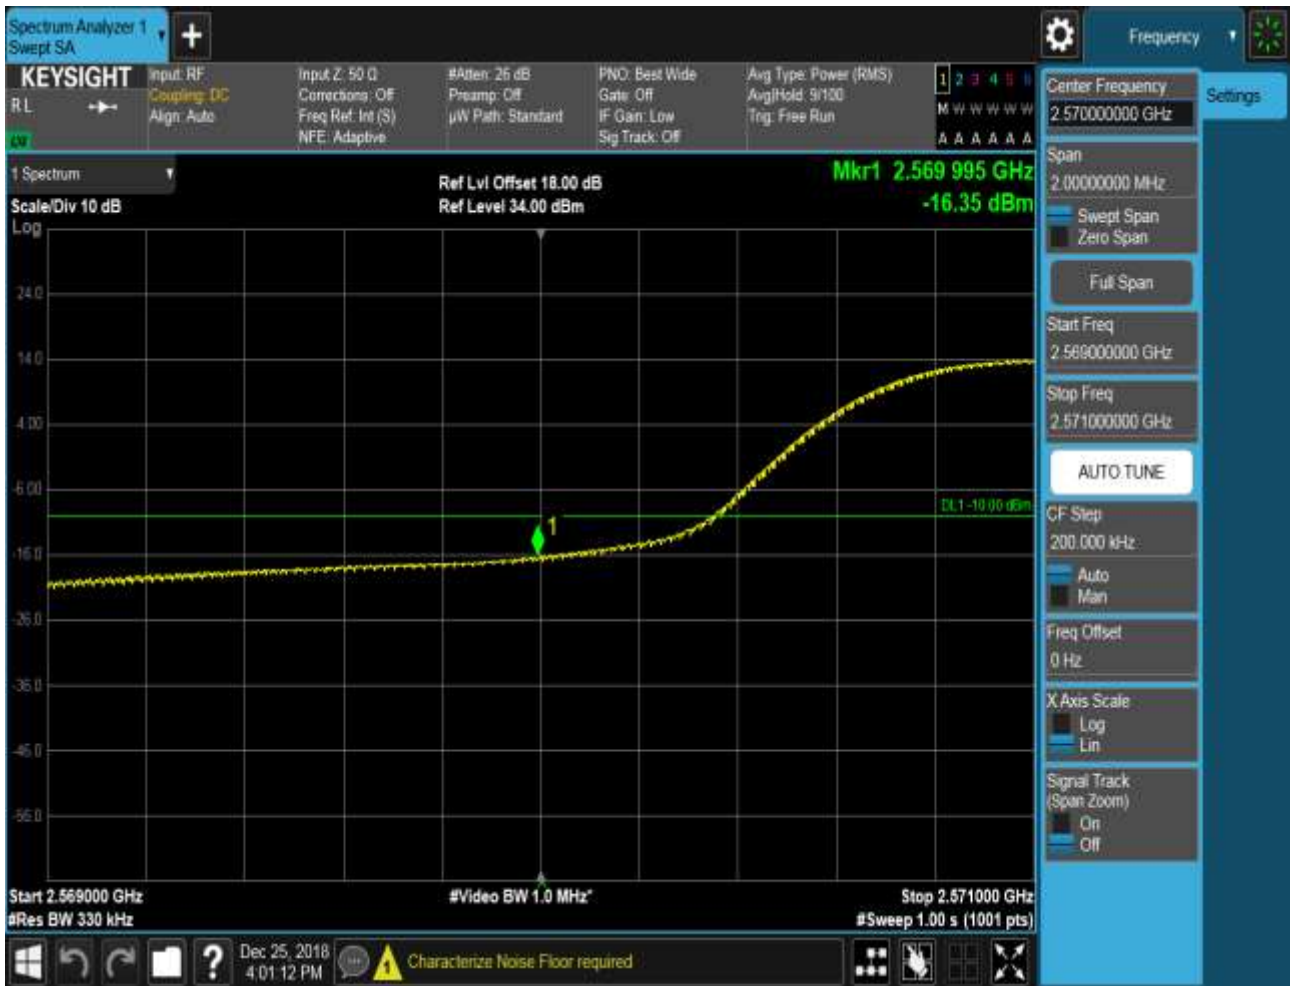 Spectrum Analyzer 1
Swept SA
+
Frequency
KEYSIGHT
RL
Input: RF
Coupling: DC
Align: Auto
Input Z: 50 Ω
Corrections: Off
Freq Ref: Int (S)
NFE: Adaptive
#Atten: 26 dB
Preamp: Off
µW Path: Standard
PNO: Best Wide
Gate: Off
IF Gain: Low
Sig Track: Off
Avg Type: Power (RMS)
Avg|Hold: 9/100
Trig: Free Run
1 2 3 4 5 6
M W W W W W
A A A A A A
1 Spectrum
Scale/Div 10 dB
Log
Ref Lvl Offset 18.00 dB
Ref Level 34.00 dBm
Mkr1 2.569 995 GHz
-16.35 dBm
24.0
14.0
4.00
-6.00
-16.0
-26.0
-36.0
-46.0
-56.0
DL1 -10.00 dBm
1
Start 2.569000 GHz
#Res BW 330 kHz
#Video BW 1.0 MHz*
Stop 2.571000 GHz
#Sweep 1.00 s (1001 pts)
Center Frequency
2.570000000 GHz
Settings
Span
2.00000000 MHz
Swept Span
Zero Span
Full Span
Start Freq
2.569000000 GHz
Stop Freq
2.571000000 GHz
AUTO TUNE
CF Step
200.000 kHz
Auto
Man
Freq Offset
0 Hz
X Axis Scale
Log
Lin
Signal Track
(Span Zoom)
On
Off
?
Dec 25, 2018
4:01:12 PM
1
Characterize Noise Floor required